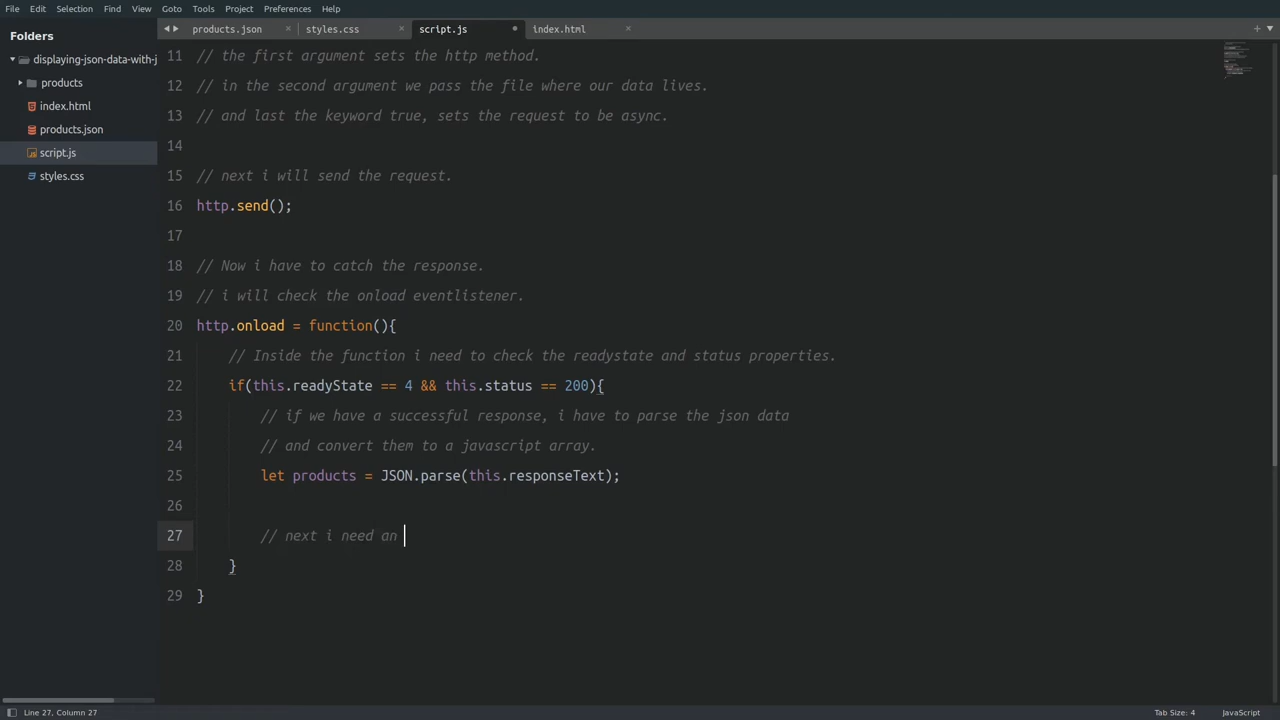 File Edit Selection Find View Goto Tools Project Preferences Help
Folders
displaying-json-data-with-j
products
index.html
products.json
script.js
styles.css
products.json styles.css script.js index.html
11 // the first argument sets the http method.
12 // in the second argument we pass the file where our data lives.
13 // and last the keyword true, sets the request to be async.
14
15 // next i will send the request.
16 http.send();
17
18 // Now i have to catch the response.
19 // i will check the onload eventlistener.
20 http.onload = function(){
21 // Inside the function i need to check the readystate and status properties.
22 if(this.readyState == 4 && this.status == 200){
23 // if we have a successful response, i have to parse the json data
24 // and convert them to a javascript array.
25 let products = JSON.parse(this.responseText);
26
27 // next i need an
28 }
29 }
Line 27, Column 27 Tab Size: 4 JavaScript